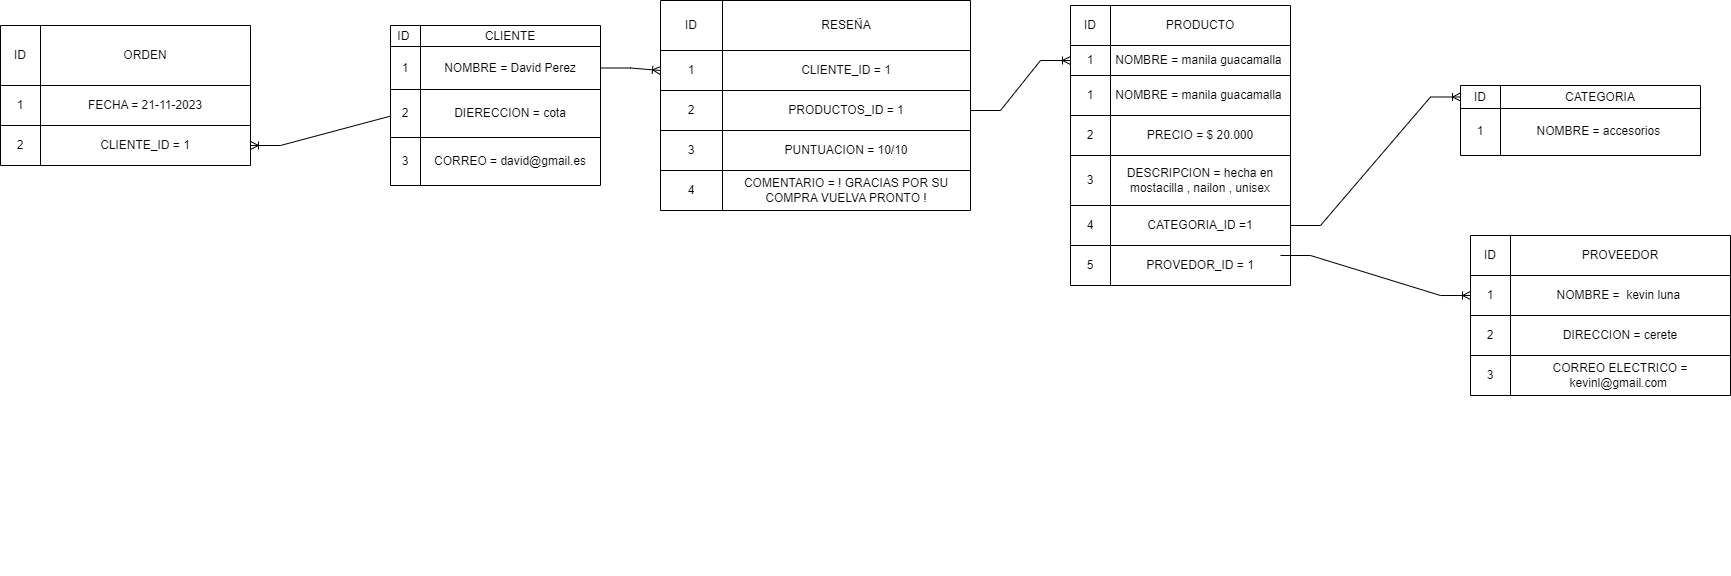 ID ORDEN
1 FECHA = 21-11-2023
2 CLIENTE_ID = 1
ID CLIENTE
1 NOMBRE = David Perez
2 DIERECCION = cota
3 CORREO = david@gmail.es
ID RESEÑA
1 CLIENTE_ID = 1
2 PRODUCTOS_ID = 1
3 PUNTUACION = 10/10
4 COMENTARIO = ! GRACIAS POR SU
COMPRA VUELVA PRONTO !
ID PRODUCTO
1 NOMBRE = manila guacamalla
1 NOMBRE = manila guacamalla
2 PRECIO = $ 20.000
3 DESCRIPCION = hecha en
mostacilla , nailon , unisex
4 CATEGORIA_ID =1
5 PROVEDOR_ID = 1
ID CATEGORIA
1 NOMBRE = accesorios
ID PROVEEDOR
1 NOMBRE = kevin luna
2 DIRECCION = cerete
3 CORREO ELECTRICO =
kevinl@gmail.com